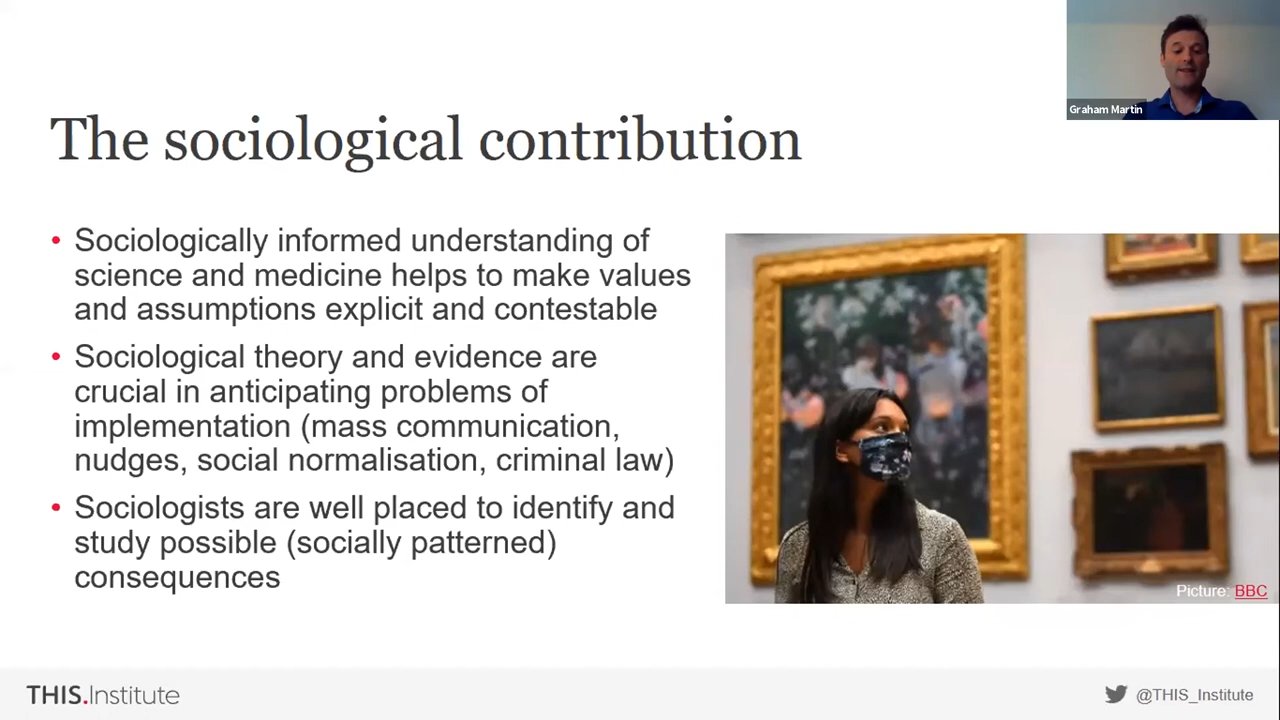 Graham Martin
The sociological contribution
• Sociologically informed understanding of
science and medicine helps to make values
and assumptions explicit and contestable
• Sociological theory and evidence are
crucial in anticipating problems of
implementation (mass communication,
nudges, social normalisation, criminal law)
• Sociologists are well placed to identify and
study possible (socially patterned)
consequences
Picture: BBC
THIS.Institute
@THIS_Institute